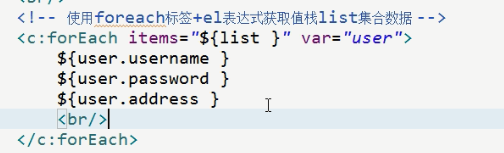 <br/>
<!-- 使用foreach标签+el表达式获取值栈list集合数据 -->
<c:forEach items="${list }" var="user">
${user.username }
${user.password }
${user.address }
<br/>
</c:forEach>